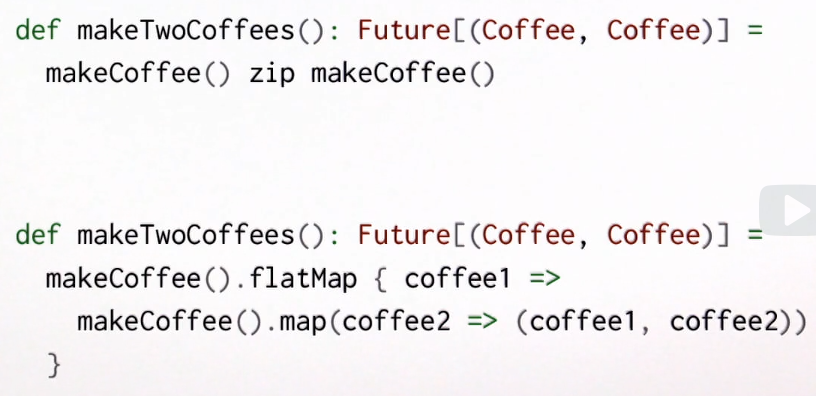 def makeTwoCoffees(): Future[(Coffee, Coffee)] =
makeCoffee() zip makeCoffee()
def makeTwoCoffees(): Future[(Coffee, Coffee)] =
makeCoffee().flatMap { coffee1 =>
makeCoffee().map(coffee2 => (coffee1, coffee2))
}